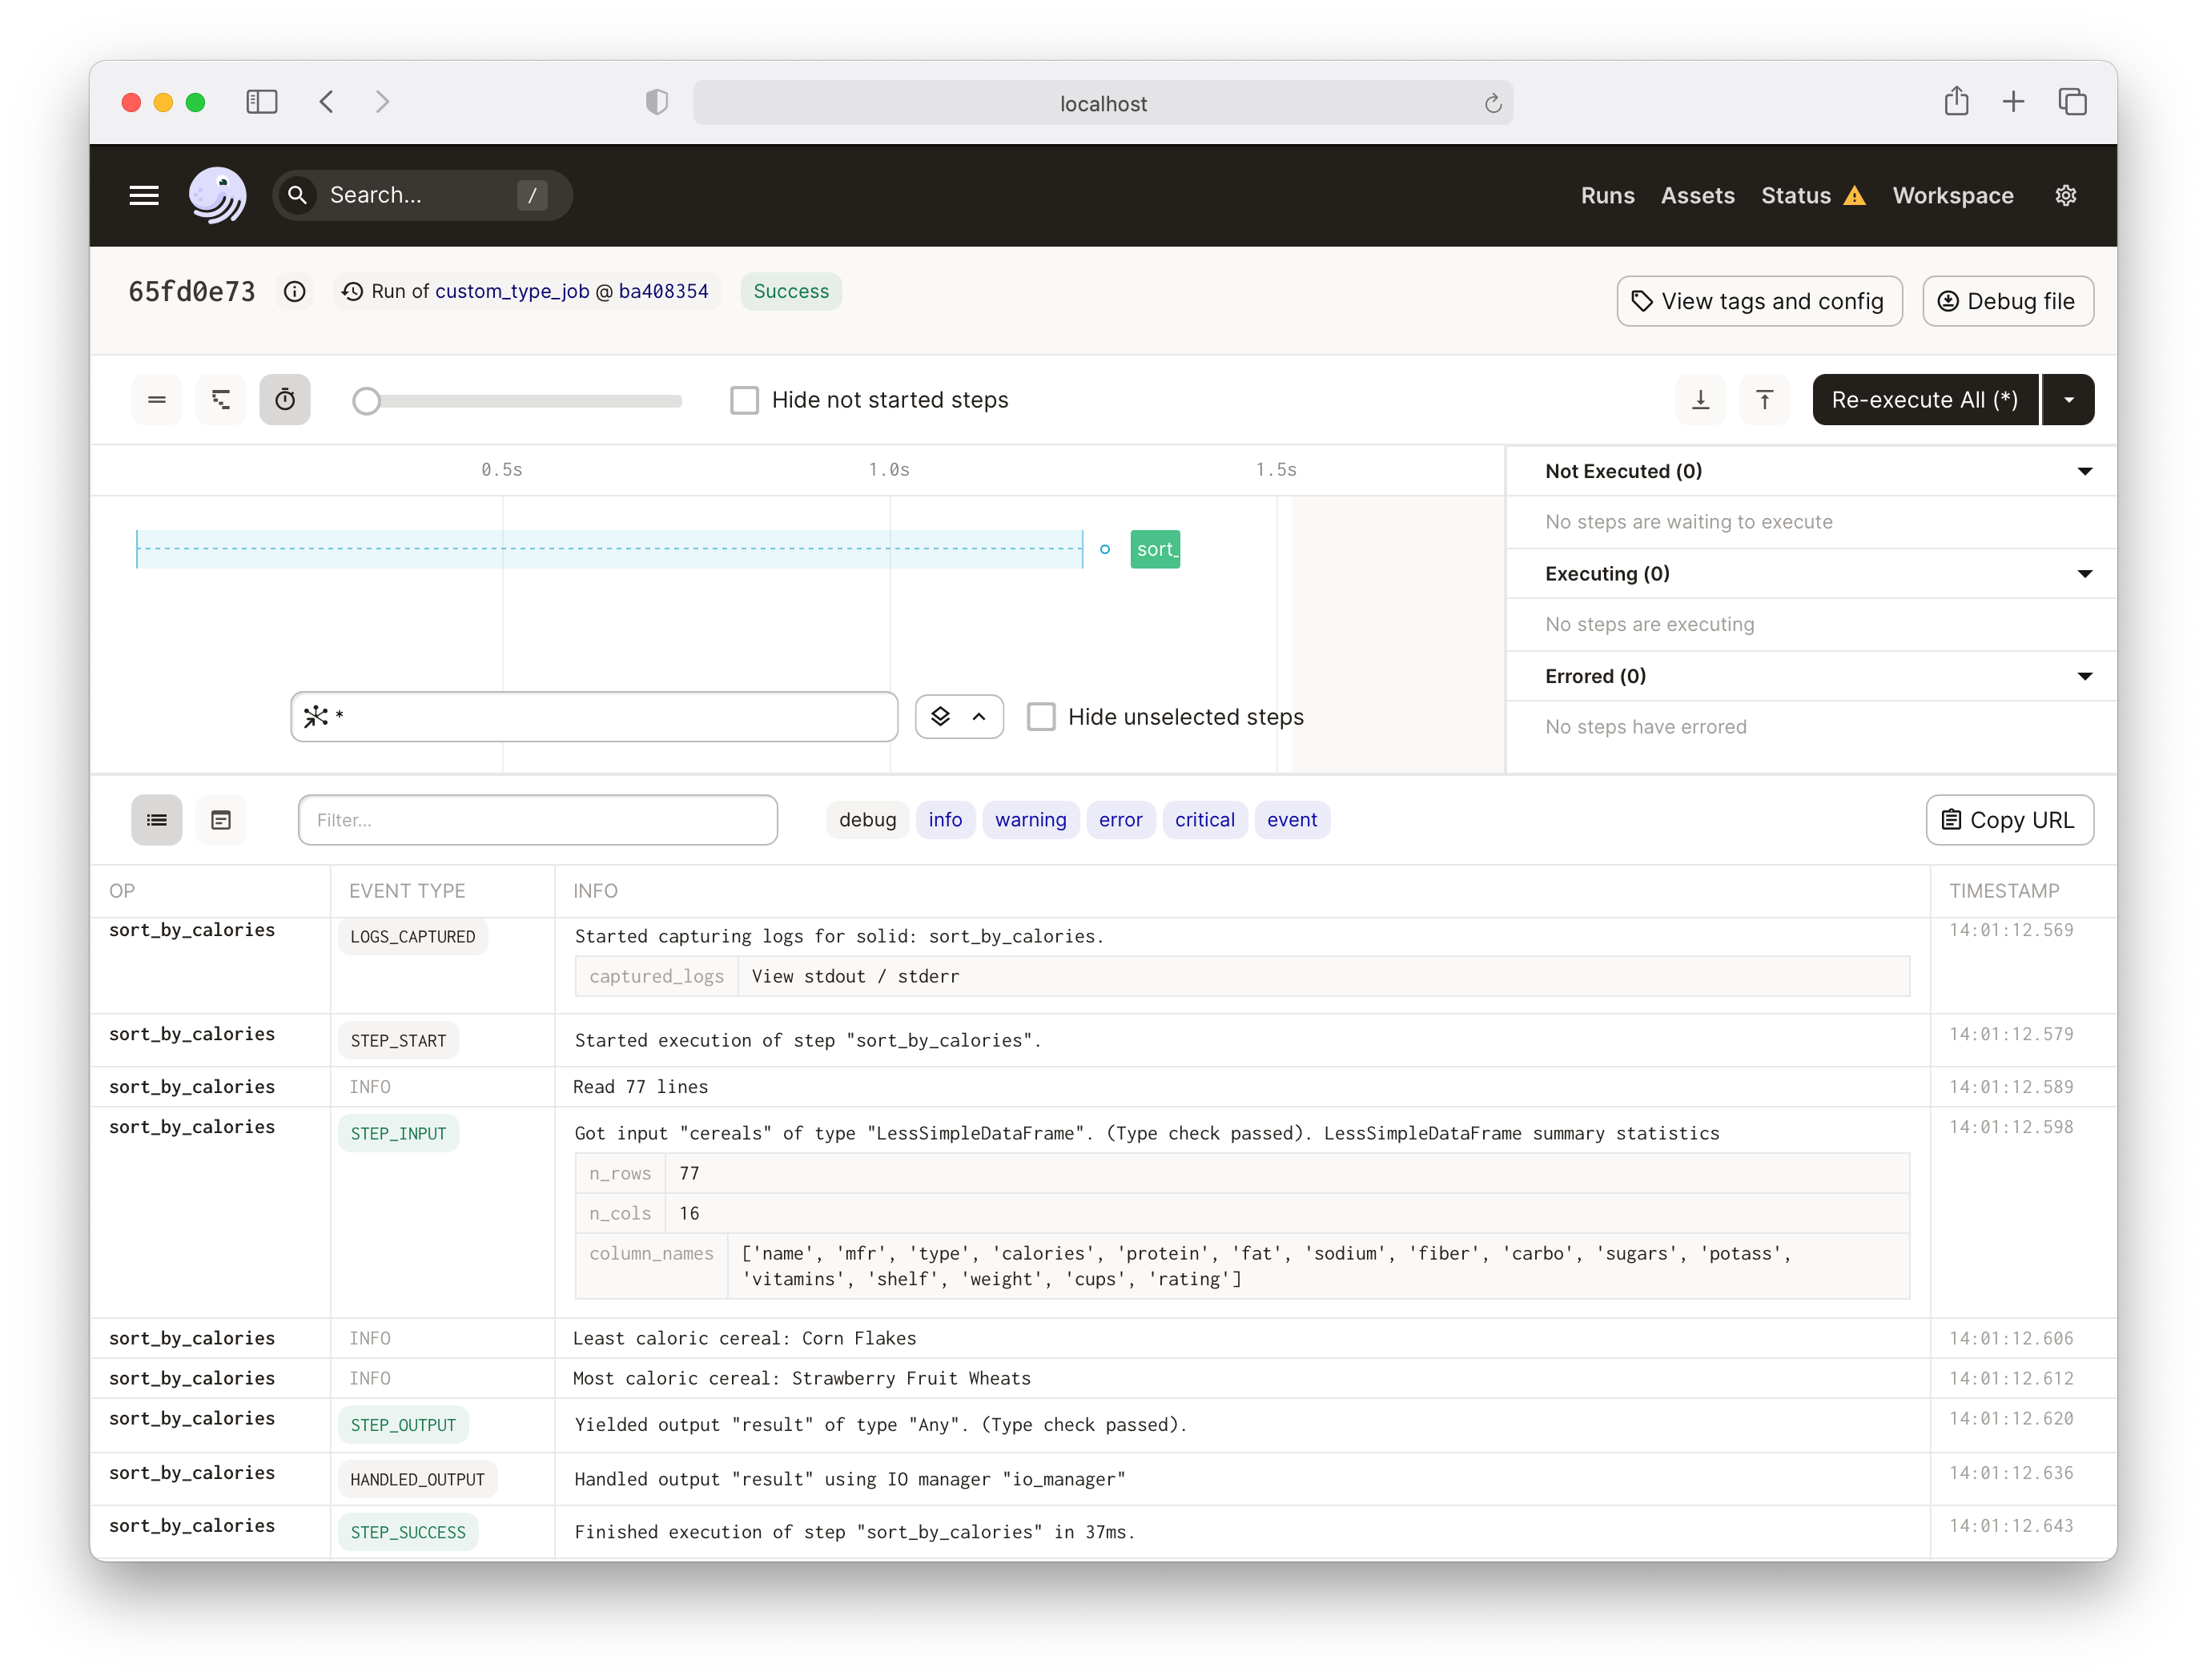 localhost
Search... /
Runs Assets Status Workspace
65fd0e73 Run of custom_type_job @ ba408354 Success
View tags and config Debug file
Hide not started steps
Re-execute All (*)
0.5s 1.0s 1.5s
Not Executed (0)
No steps are waiting to execute
sort_
Executing (0)
No steps are executing
Errored (0)
No steps have errored
* Hide unselected steps
Filter... debug info warning error critical event Copy URL
OP EVENT TYPE INFO TIMESTAMP
sort_by_calories LOGS_CAPTURED Started capturing logs for solid: sort_by_calories. 14:01:12.569
captured_logs View stdout / stderr
sort_by_calories STEP_START Started execution of step "sort_by_calories". 14:01:12.579
sort_by_calories INFO Read 77 lines 14:01:12.589
sort_by_calories STEP_INPUT Got input "cereals" of type "LessSimpleDataFrame". (Type check passed). LessSimpleDataFrame summary statistics 14:01:12.598
n_rows 77
n_cols 16
column_names ['name', 'mfr', 'type', 'calories', 'protein', 'fat', 'sodium', 'fiber', 'carbo', 'sugars', 'potass',
'vitamins', 'shelf', 'weight', 'cups', 'rating']
sort_by_calories INFO Least caloric cereal: Corn Flakes 14:01:12.606
sort_by_calories INFO Most caloric cereal: Strawberry Fruit Wheats 14:01:12.612
sort_by_calories STEP_OUTPUT Yielded output "result" of type "Any". (Type check passed). 14:01:12.620
sort_by_calories HANDLED_OUTPUT Handled output "result" using IO manager "io_manager" 14:01:12.636
sort_by_calories STEP_SUCCESS Finished execution of step "sort_by_calories" in 37ms. 14:01:12.643